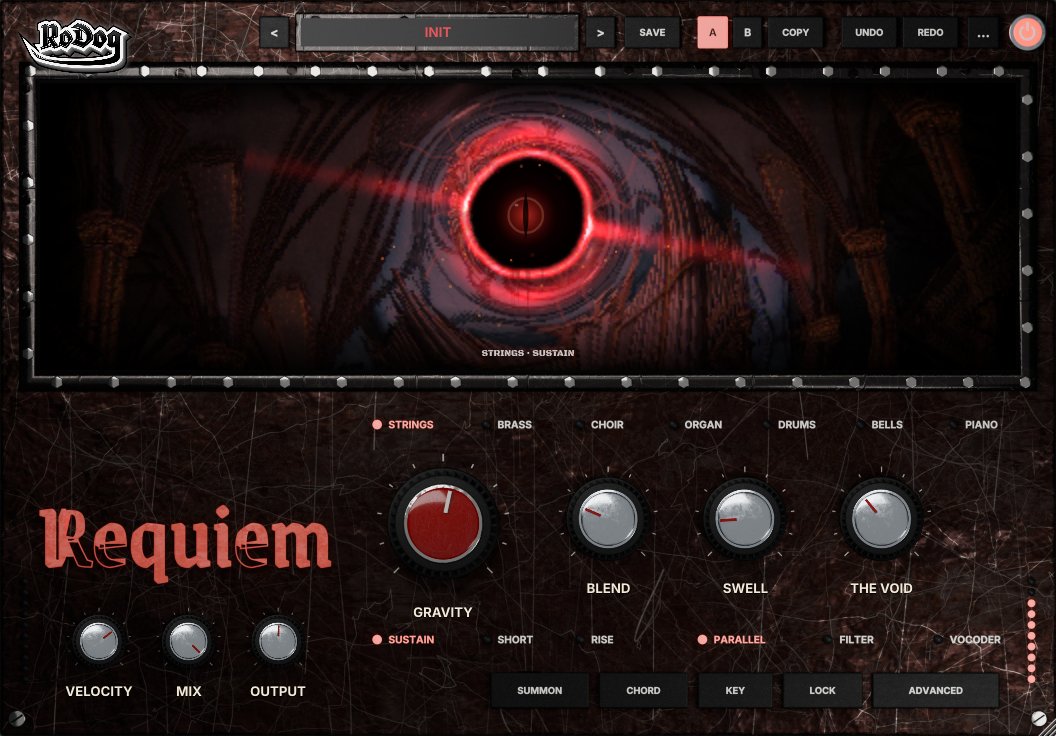 RoDog
< INIT > SAVE A B COPY UNDO REDO ...
STRINGS · SUSTAIN
STRINGS BRASS CHOIR ORGAN DRUMS BELLS PIANO
Requiem
GRAVITY BLEND SWELL THE VOID
SUSTAIN SHORT RISE PARALLEL FILTER VOCODER
VELOCITY MIX OUTPUT
SUMMON CHORD KEY LOCK ADVANCED